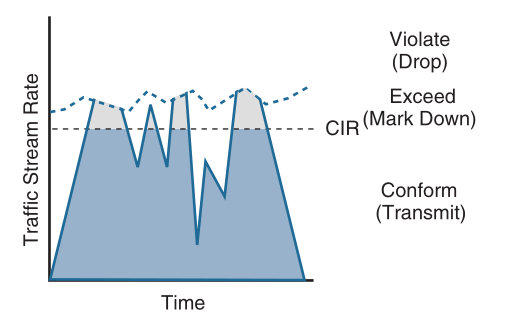 Violate
(Drop)
Exceed
(Mark Down)
CIR
Conform
(Transmit)
Traffic Stream Rate
Time